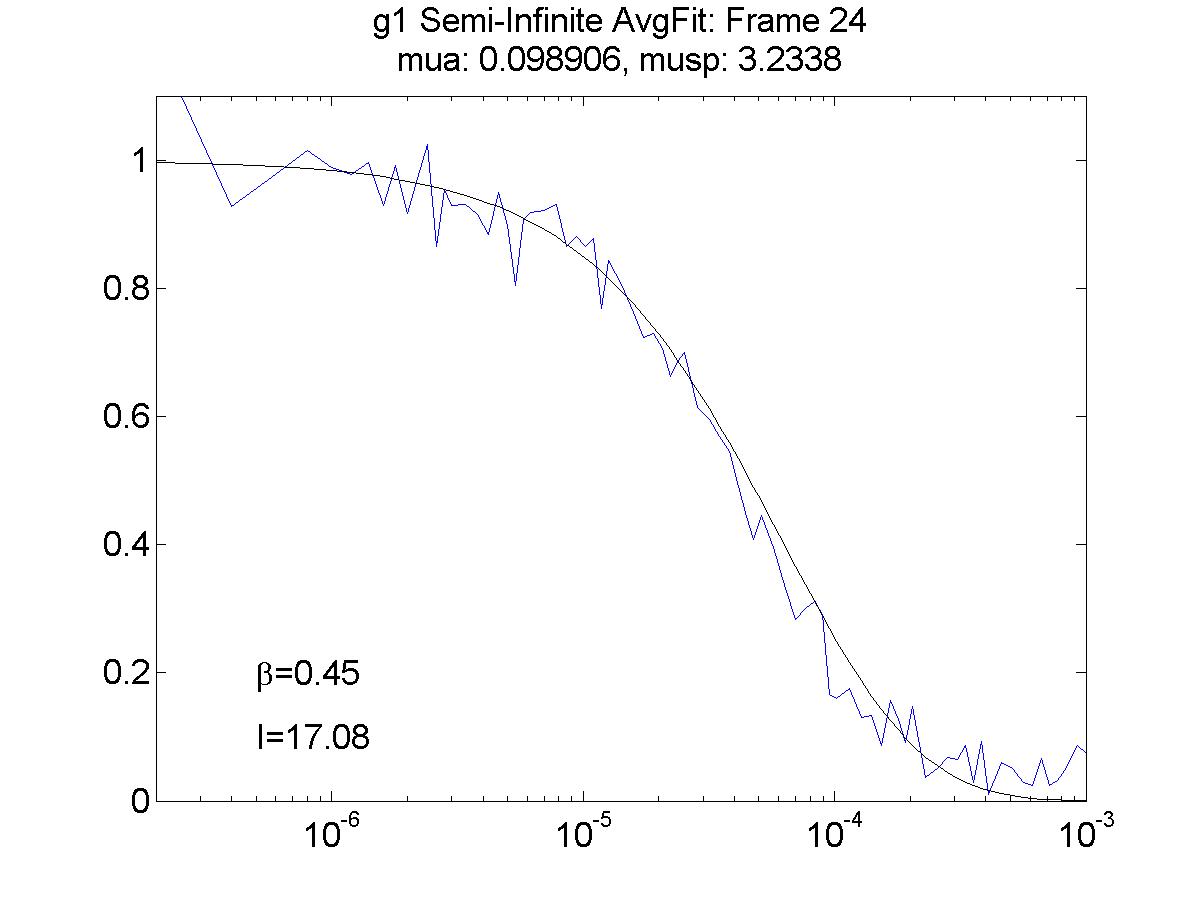 g1 Semi-Infinite AvgFit: Frame 24
mua: 0.098906, musp: 3.2338
1
0.8
0.6
0.4
0.2
0
β=0.45
I=17.08
10^-6
10^-5
10^-4
10^-3